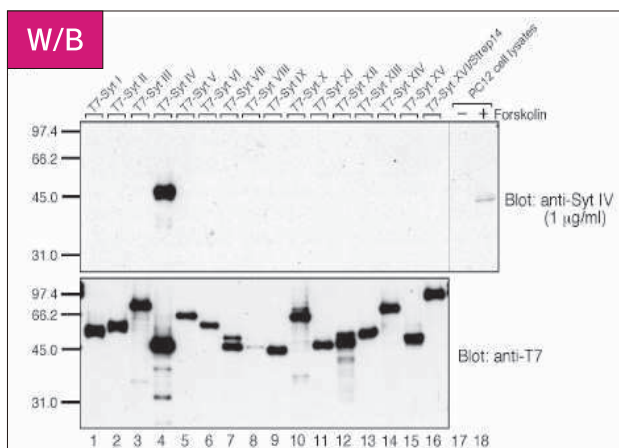 W/B
T7-Syt I
T7-Syt II
T7-Syt III
T7-Syt IV
T7-Syt V
T7-Syt VI
T7-Syt VII
T7-Syt VIII
T7-Syt IX
T7-Syt X
T7-Syt XI
T7-Syt XII
T7-Syt XIII
T7-Syt XIV
T7-Syt XV
T7-Syt XVI/Strep14
PC12 cell lysates
− + Forskolin
97.4
66.2
45.0
31.0
Blot: anti-Syt IV
(1 µg/ml)
97.4
66.2
45.0
31.0
Blot: anti-T7
1 2 3 4 5 6 7 8 9 10 11 12 13 14 15 16 17 18